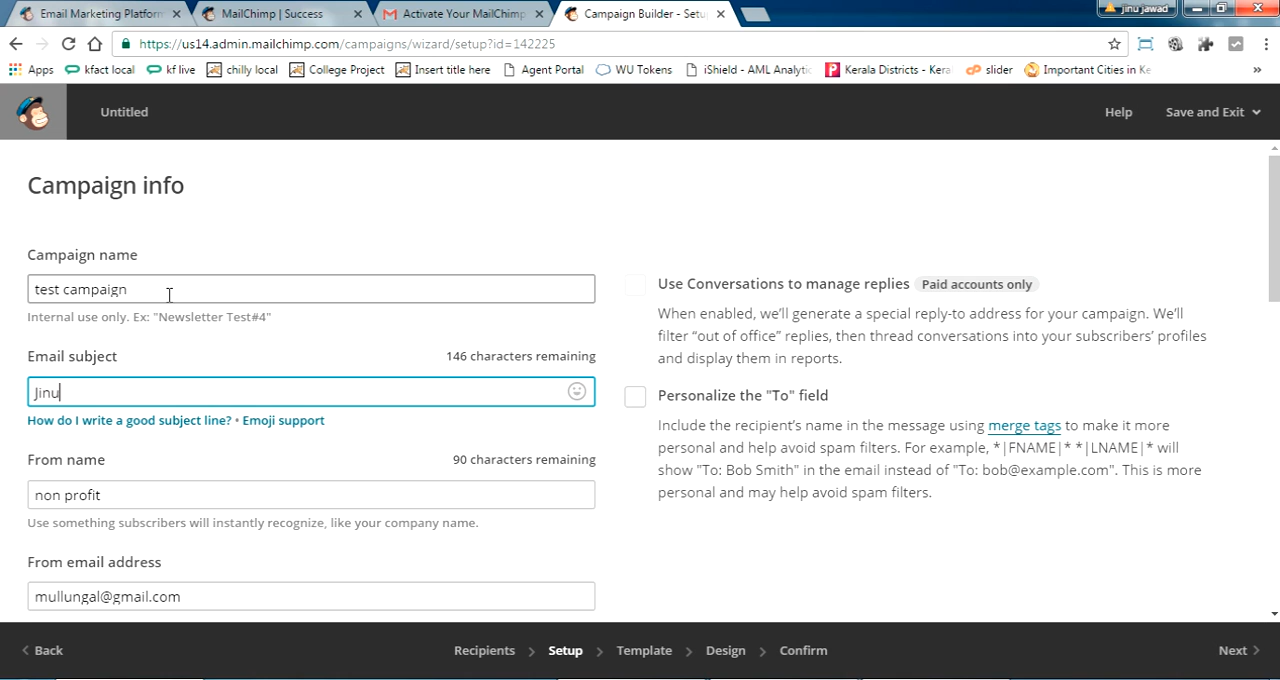 Email Marketing Platform
MailChimp | Success
Activate Your MailChimp
Campaign Builder - Setu
jinu jawad
https://us14.admin.mailchimp.com/campaigns/wizard/setup?id=142225
Apps
kfact local
kf live
chilly local
College Project
Insert title here
Agent Portal
WU Tokens
iShield - AML Analytic
Kerala Districts - Kera
slider
Important Cities in Ke
»
Untitled
Help
Save and Exit
Campaign info
Campaign name
test campaign
Internal use only. Ex: "Newsletter Test#4"
Email subject
146 characters remaining
Jinu
How do I write a good subject line? • Emoji support
From name
90 characters remaining
non profit
Use something subscribers will instantly recognize, like your company name.
From email address
mullungal@gmail.com
Use Conversations to manage replies Paid accounts only
When enabled, we’ll generate a special reply-to address for your campaign. We’ll
filter “out of office” replies, then thread conversations into your subscribers’ profiles
and display them in reports.
Personalize the "To" field
Include the recipient’s name in the message using merge tags to make it more
personal and help avoid spam filters. For example, *|FNAME|* *|LNAME|* will
show "To: Bob Smith" in the email instead of "To: bob@example.com". This is more
personal and may help avoid spam filters.
Back
Recipients
Setup
Template
Design
Confirm
Next